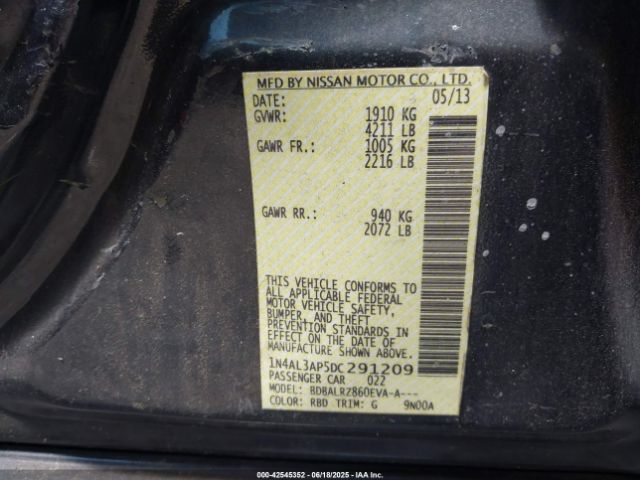 MFD BY NISSAN MOTOR CO., LTD.
DATE: 05/13
GVWR: 1910 KG
4211 LB
GAWR FR.: 1005 KG
2216 LB
GAWR RR.: 940 KG
2072 LB
THIS VEHICLE CONFORMS TO
ALL APPLICABLE FEDERAL
MOTOR VEHICLE SAFETY,
BUMPER, AND THEFT
PREVENTION STANDARDS IN
EFFECT ON THE DATE OF
MANUFACTURE SHOWN ABOVE.
1N4AL3AP5DC291209
PASSENGER CAR 022
MODEL: BDBALRZ860EVA-A---
COLOR: RBD TRIM: G 9N00A
000-42545352 | 06/18/2025 - IAA Inc.